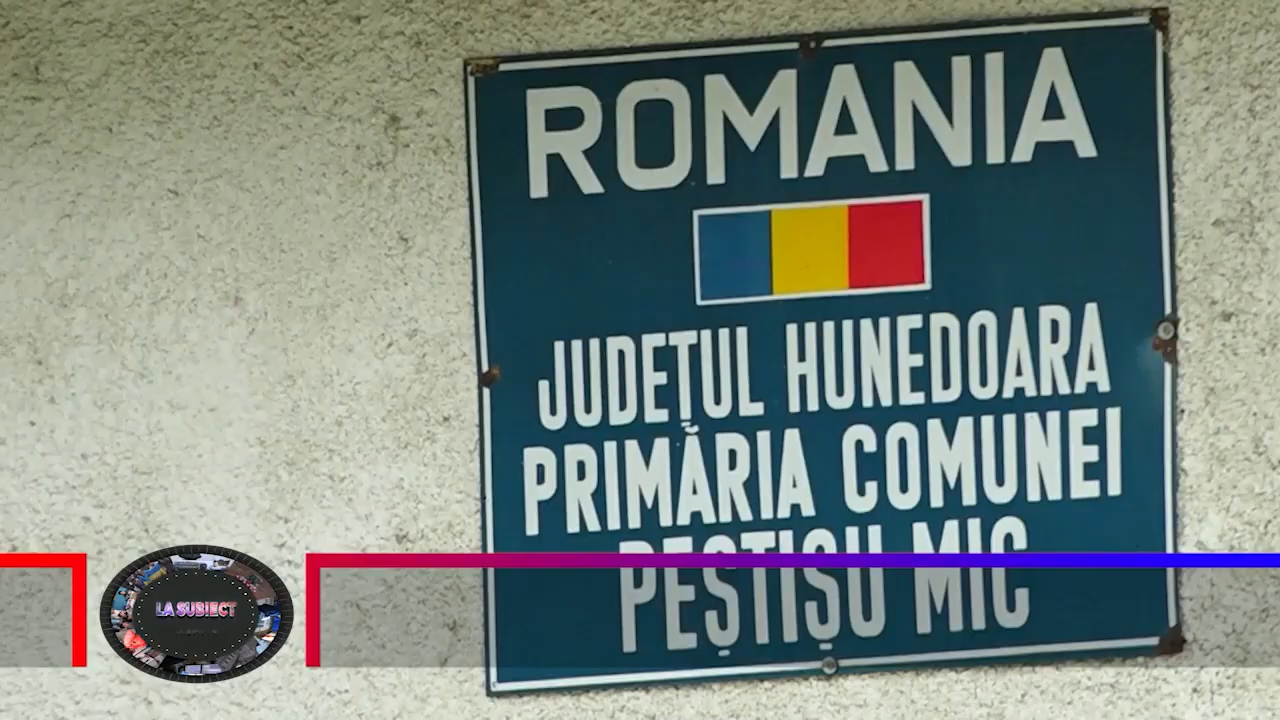 ROMANIA
JUDEȚUL HUNEDOARA
PRIMĂRIA COMUNEI
PEȘTIȘU MIC
LA SUBIECT